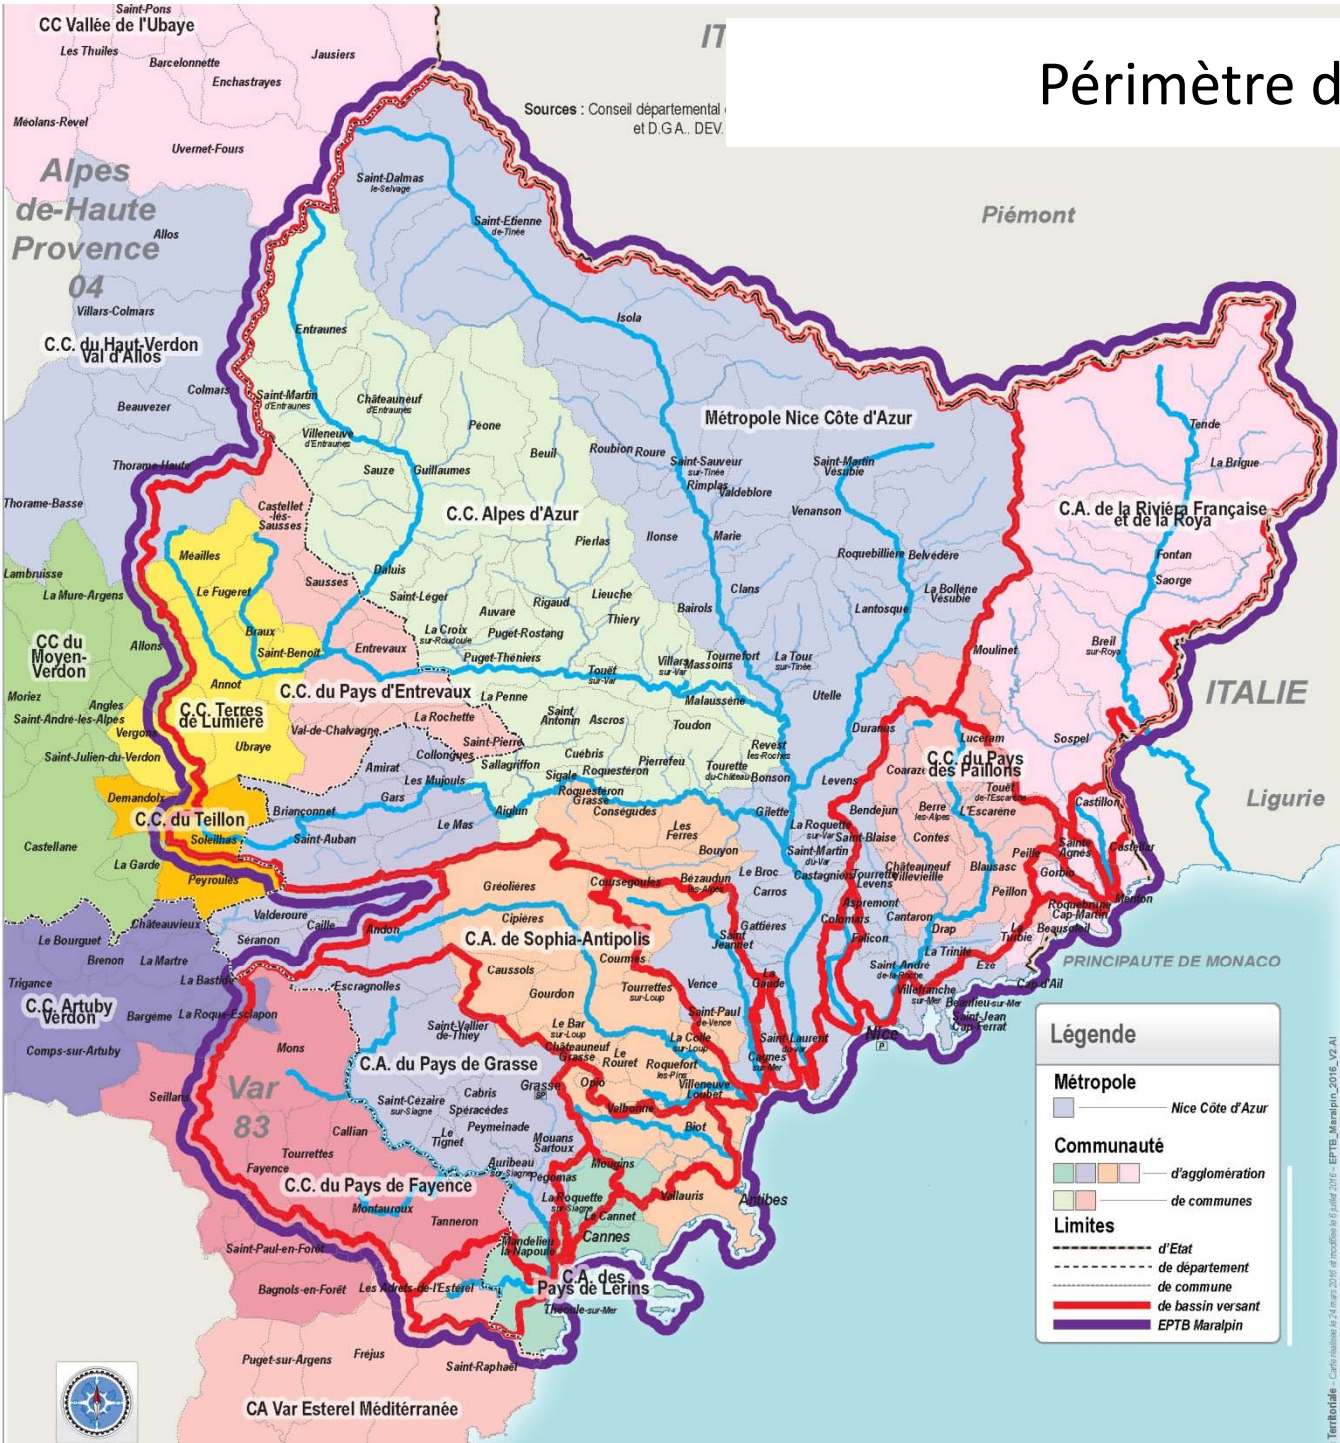 Saint-Pons
CC Vallée de l'Ubaye
Les Thuiles
Barcelonnette
Jausiers
Enchastrayes
Méolans-Revel
Uvernet-Fours
IT
Périmètre d
Sources : Conseil départemental
et D.G.A.. DEV.
Alpes
de-Haute
Provence
04
Allos
Villars-Colmars
C.C. du Haut-Verdon
Val d'Allos
Colmars
Beauvezer
Thorame-Haute
Thorame-Basse
Saint-Dalmas
le-Selvage
Saint-Etienne
de-Tinée
Piémont
Isola
Entraunes
Saint-Martin
d'Entraunes
Châteauneuf
d'Entraunes
Villeneuve
d'Entraunes
Péone
Sauze
Guillaumes
Beuil
Roubion
Roure
Métropole Nice Côte d'Azur
Saint-Sauveur
sur-Tinée
Rimplas
Valdeblore
Saint-Martin
Vésubie
Venanson
Tende
La Brigue
C.A. de la Riviéra Française
et de la Roya
Fontan
Saorge
Castellet
-lès-
Sausses
C.C. Alpes d'Azur
Pierlas
Ilonse
Marie
Roquebillière
Belvédère
Lambruisse
La Mure-Argens
Méailles
Le Fugeret
Sausses
Daluis
Saint-Léger
Auvare
Rigaud
Lieuche
Thiery
Bairols
Clans
Lantosque
La Bollène
Vésubie
CC du
Moyen-
Verdon
Allons
Braux
Saint-Benoit
Entrevaux
La Croix
sur-Roudoule
Puget-Rostang
Puget-Théniers
Touët
sur-Var
Villars
sur-Var
Massoins
Tournefort
La Tour
sur-Tinée
Moulinet
Breil
sur-Roya
Moriez
Saint-André-les-Alpes
Angles
Vergons
Saint-Julien-du-Verdon
Annot
C.C. Terres
de Lumière
Ubraye
C.C. du Pays d'Entrevaux
Val-de-Chalvagne
La Rochette
Saint-Pierre
La Penne
Saint
Antonin
Ascros
Toudon
Malaussène
Utelle
Duranus
Lucéram
Sospel
ITALIE
Collongues
Amirat
Les Mujouls
Sallagriffon
Cuébris
Sigale
Roquestéron
Pierrefeu
Tourette
du-Château
Revest
les-Roches
Bonson
Levens
Coaraze
C.C. du Pays
des Paillons
Touët
de-l'Escarène
Ligurie
Demandolx
C.C. du Teillon
Soleilhas
Castellane
La Garde
Peyroules
Briançonnet
Gars
Saint-Auban
Le Mas
Aiglun
Roquestéron
Grasse
Conségudes
Les
Ferres
Bouyon
Gilette
La Roquette
sur-Var
Saint-Blaise
Saint-Martin
du-Var
Bendejun
Berre
les-Alpes
Contes
L'Escarène
Castillon
Peille
Sainte
Agnès
Castellar
Châteauneuf
Villevieille
Blausasc
Gorbio
Peillon
Gréolières
Coursegoules
Bézaudun
les-Alpes
Le Broc
Carros
Castagniers
Tourrette
Levens
Aspremont
Colomars
Cantaron
Drap
Roquebrune
Cap-Martin
Menton
Beausoleil
La
Turbie
Châteauvieux
Valderoure
Caille
Séranon
Andon
Cipières
C.A. de Sophia-Antipolis
Gattières
Saint
Jeannet
Falicon
La Trinité
Eze
PRINCIPAUTE DE MONACO
Le Bourguet
Brenon
La Martre
Trigance
La Bastide
C.C. Artuby
Verdon
Bargème
La Roque-Esclapon
Comps-sur-Artuby
Escragnolles
Caussols
Courmes
Gourdon
Tourrettes
sur-Loup
Vence
La
Gaude
Saint-André
de-la-Roche
Villefranche
sur-Mer
Beaulieu-sur-Mer
Saint-Jean
Cap-Ferrat
Cap d'Ail
Nice
P
Mons
Saint-Vallier
de-Thiey
Le Bar
sur-Loup
Saint-Paul
de-Vence
La Colle
sur-Loup
Saint-Laurent
du-Var
Cagnes
sur-Mer
C.A. du Pays de Grasse
Châteauneuf
Grasse
Le
Rouret
Roquefort
les-Pins
Villeneuve
Loubet
Seillans
Var
83
Saint-Cézaire
sur-Siagne
Cabris
Spéracédes
Grasse
SP
Opio
Valbonne
Biot
Callian
Le
Tignet
Peymeinade
Mouans
Sartoux
Tourrettes
Fayence
C.C. du Pays de Fayence
Auribeau
sur-Siagne
Pégomas
Mougins
Montauroux
Tanneron
La Roquette
sur-Siagne
Le Cannet
Vallauris
Antibes
Saint-Paul-en-Forêt
Mandelieu
la-Napoule
Cannes
Bagnols-en-Forêt
Les Adrets-de-l'Estérel
C.A. des
Pays de Lérins
Théoule-sur-Mer
Puget-sur-Argens
Fréjus
Saint-Raphaël
CA Var Esterel Méditérranée
Légende
Métropole
Nice Côte d'Azur
Communauté
d'agglomération
de communes
Limites
d'Etat
de département
de commune
de bassin versant
EPTB Maralpin
Territoriale - Carte réalisée le 24 mars 2016 et modifiée le 6 juillet 2016 - EPTB_Maralpin_2016_V2.AI